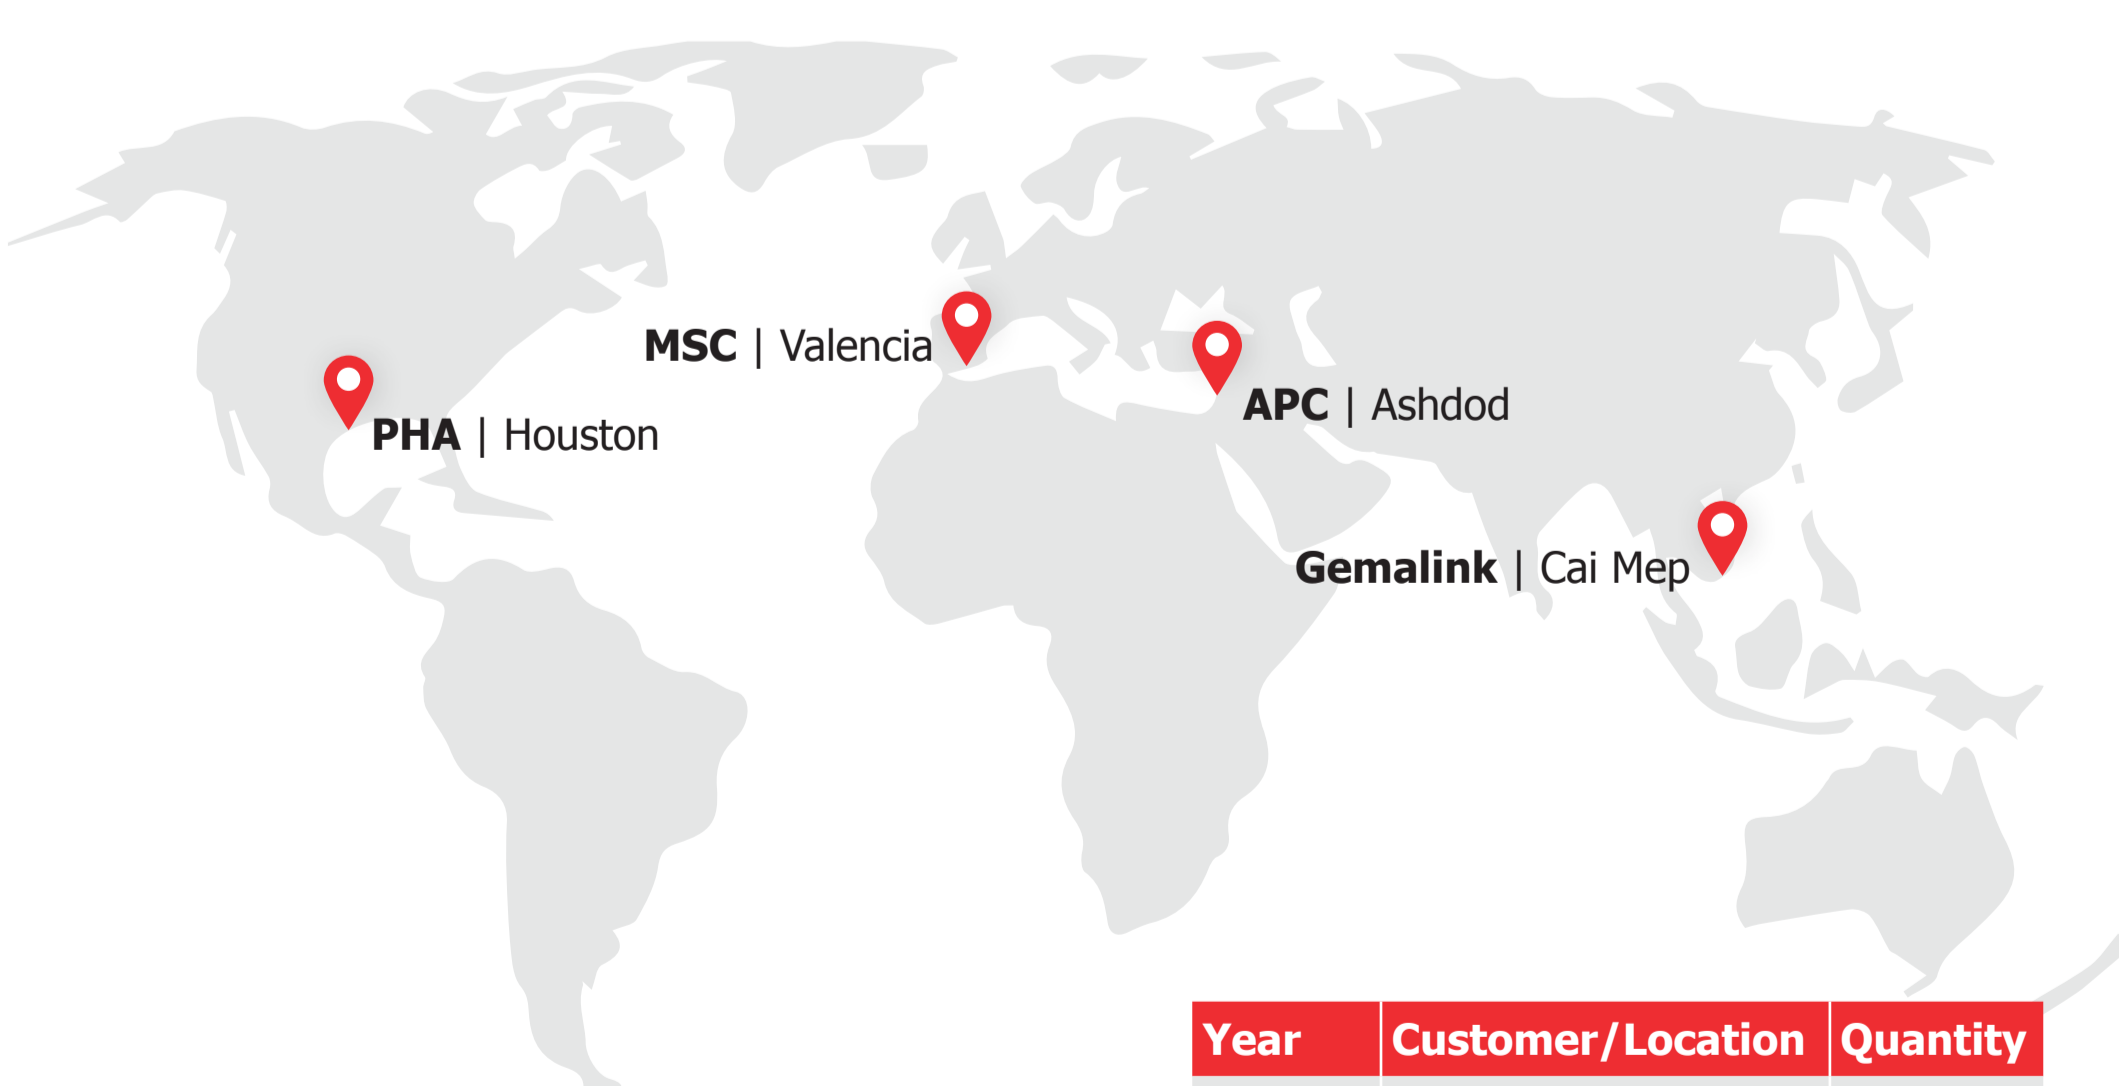 MSC | Valencia
PHA | Houston
APC | Ashdod
Gemalink | Cai Mep
Year Customer/Location Quantity